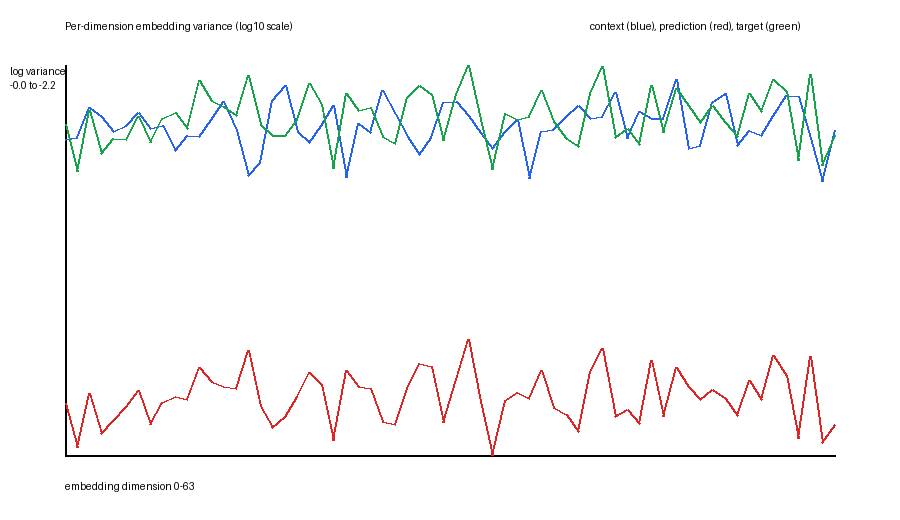 Per-dimension embedding variance (log10 scale)
context (blue), prediction (red), target (green)
log variance
-0.0 to -2.2
embedding dimension 0-63